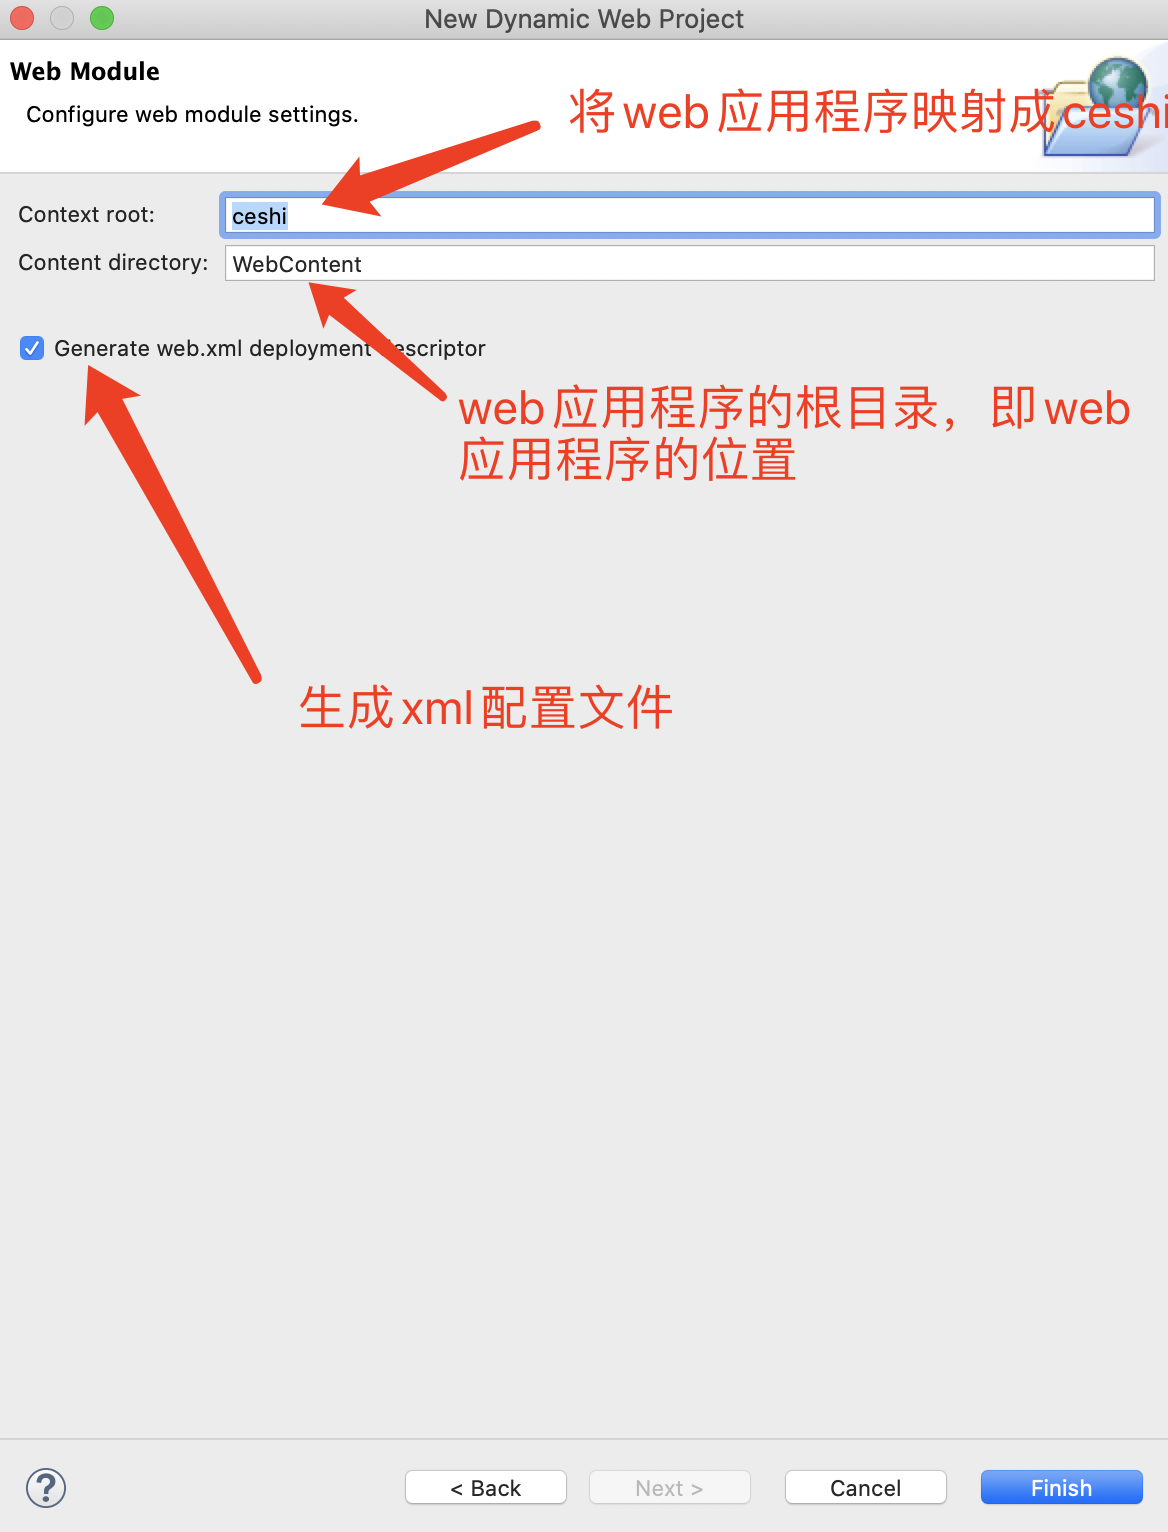 New Dynamic Web Project
Web Module
Configure web module settings.
将web应用程序映射成ceshi
Context root:
ceshi
Content directory:
WebContent
Generate web.xml deployment descriptor
web应用程序的根目录，即web
应用程序的位置
生成xml配置文件
?
< Back
Next >
Cancel
Finish